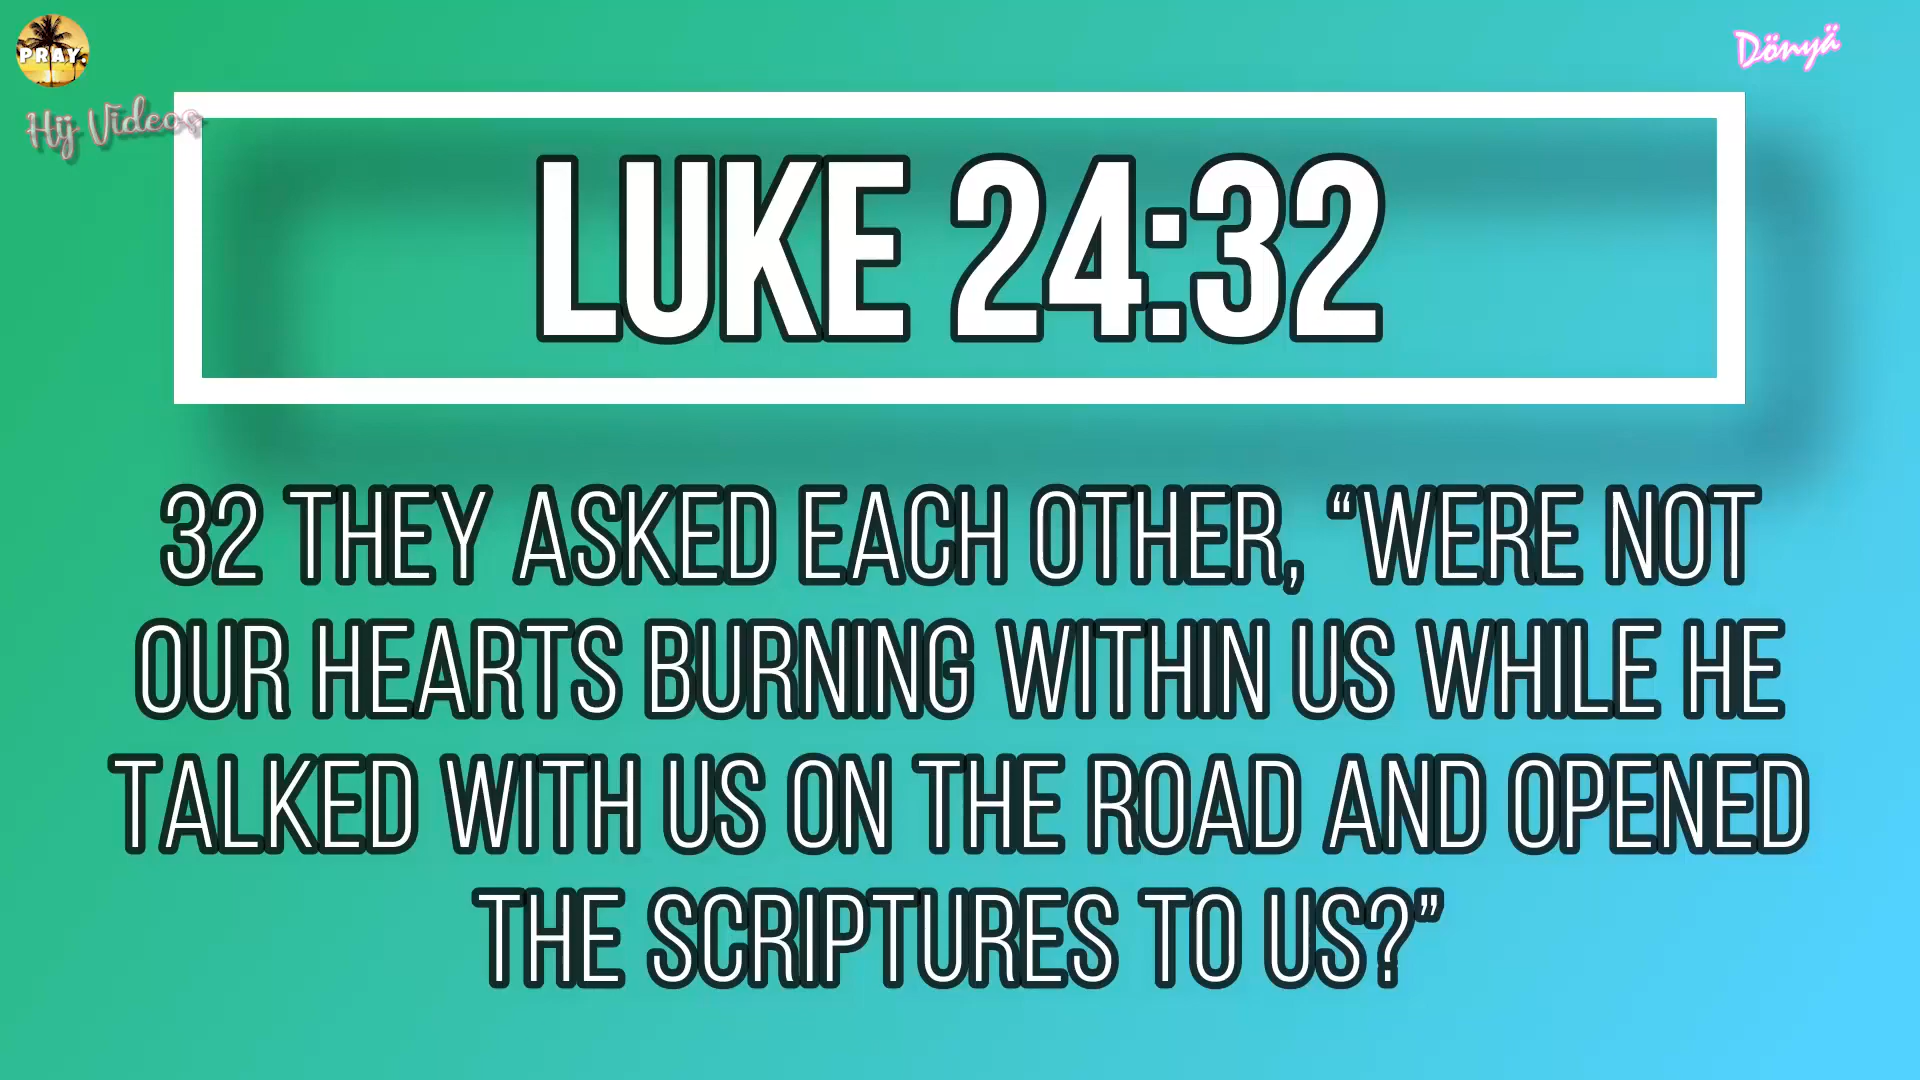 PRAY.
Hij Videos
Dönyä
LUKE 24:32
32 THEY ASKED EACH OTHER, “WERE NOT
OUR HEARTS BURNING WITHIN US WHILE HE
TALKED WITH US ON THE ROAD AND OPENED
THE SCRIPTURES TO US?”